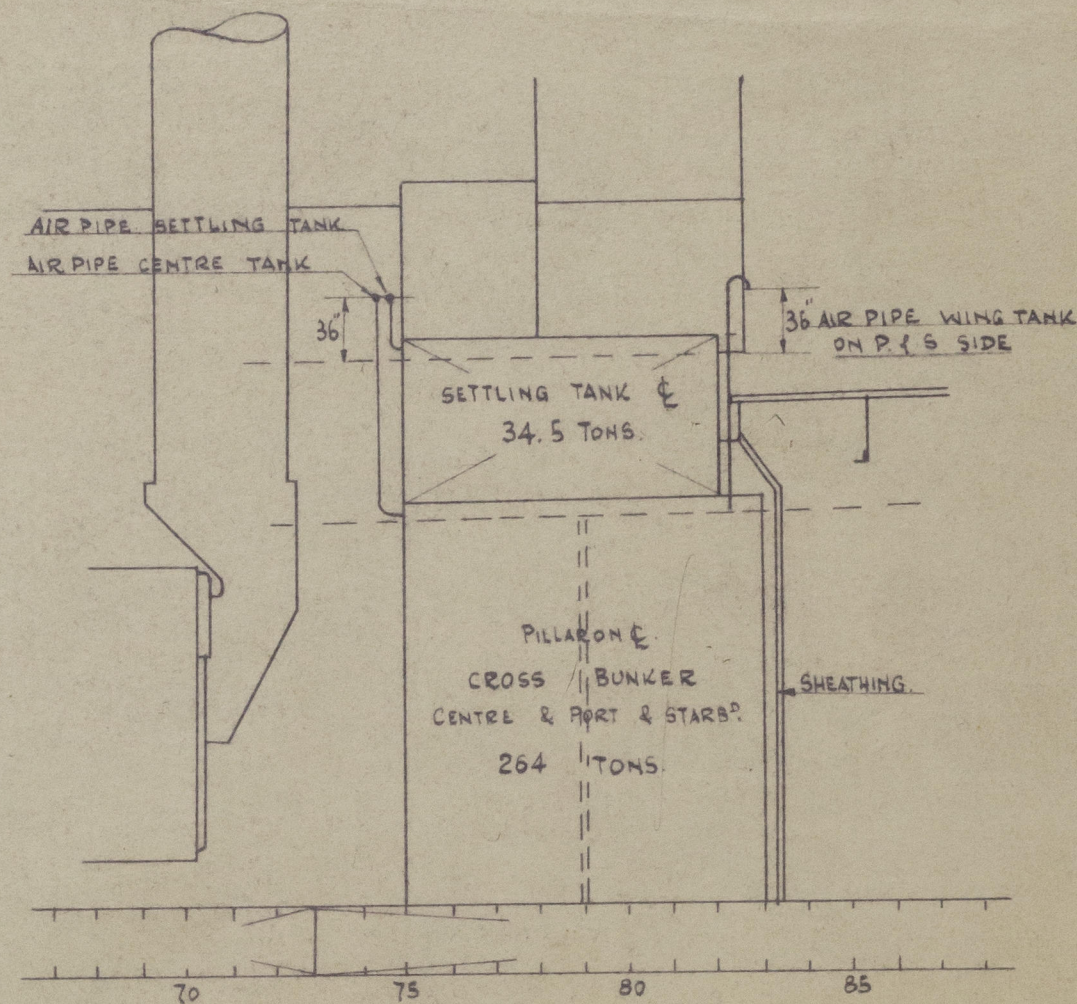 AIR PIPE SETTLING TANK
AIR PIPE CENTRE TANK
36"
36" AIR PIPE WING TANK
ON P. & S SIDE
SETTLING TANK ℄
34.5 TONS.
PILLAR ON ℄.
CROSS BUNKER
CENTRE & PORT & STARBᴰ.
264 TONS.
SHEATHING.
70 75 80 85